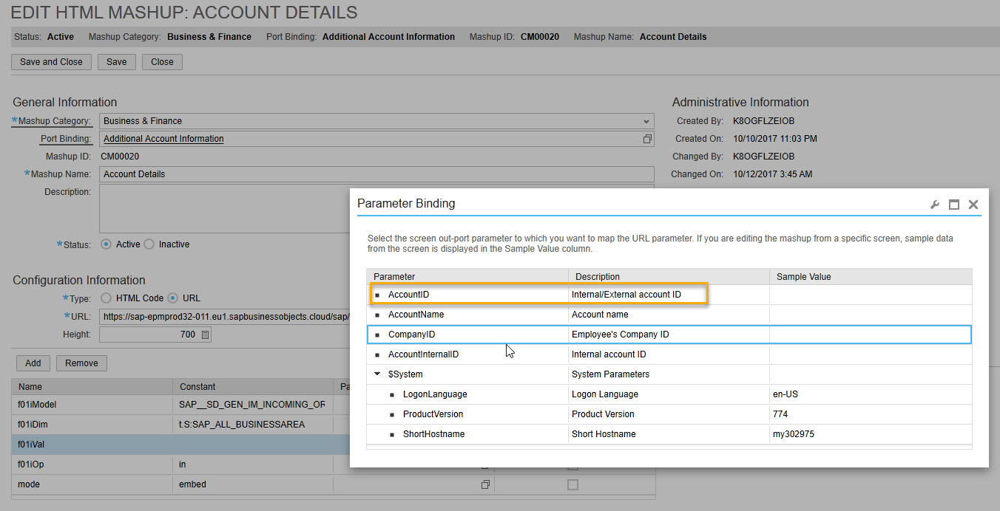 EDIT HTML MASHUP: ACCOUNT DETAILS
Status: Active Mashup Category: Business & Finance Port Binding: Additional Account Information Mashup ID: CM00020 Mashup Name: Account Details
Save and Close Save Close
General Information
*Mashup Category: Business & Finance
Port Binding: Additional Account Information
Mashup ID: CM00020
*Mashup Name: Account Details
Description:
*Status: Active Inactive
Administrative Information
Created By: K8OGFLZEIOB
Created On: 10/10/2017 11:03 PM
Changed By: K8OGFLZEIOB
Changed On: 10/12/2017 3:45 AM
Configuration Information
*Type: HTML Code URL
*URL: https://sap-epmprod32-011.eu1.sapbusinessobjects.cloud/sap/
Height: 700
Add Remove
Name Constant Pa
f01iModel SAP__SD_GEN_IM_INCOMING_OR
f01iDim t.S:SAP_ALL_BUSINESSAREA
f01iVal
f01iOp in
mode embed
Parameter Binding
Select the screen out-port parameter to which you want to map the URL parameter. If you are editing the mashup from a specific screen, sample data
from the screen is displayed in the Sample Value column.
Parameter Description Sample Value
AccountID Internal/External account ID
AccountName Account name
CompanyID Employee's Company ID
AccountInternalID Internal account ID
$System System Parameters
LogonLanguage Logon Language en-US
ProductVersion Product Version 774
ShortHostname Short Hostname my302975